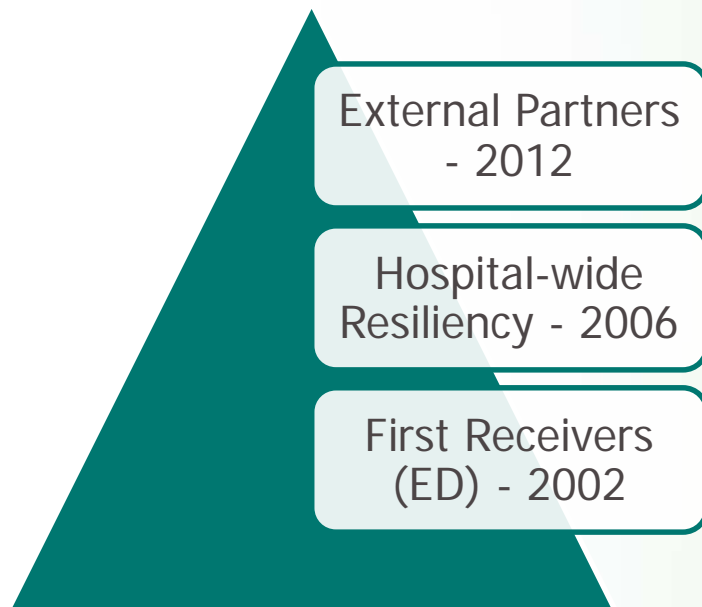 External Partners
- 2012
Hospital-wide
Resiliency - 2006
First Receivers
(ED) - 2002